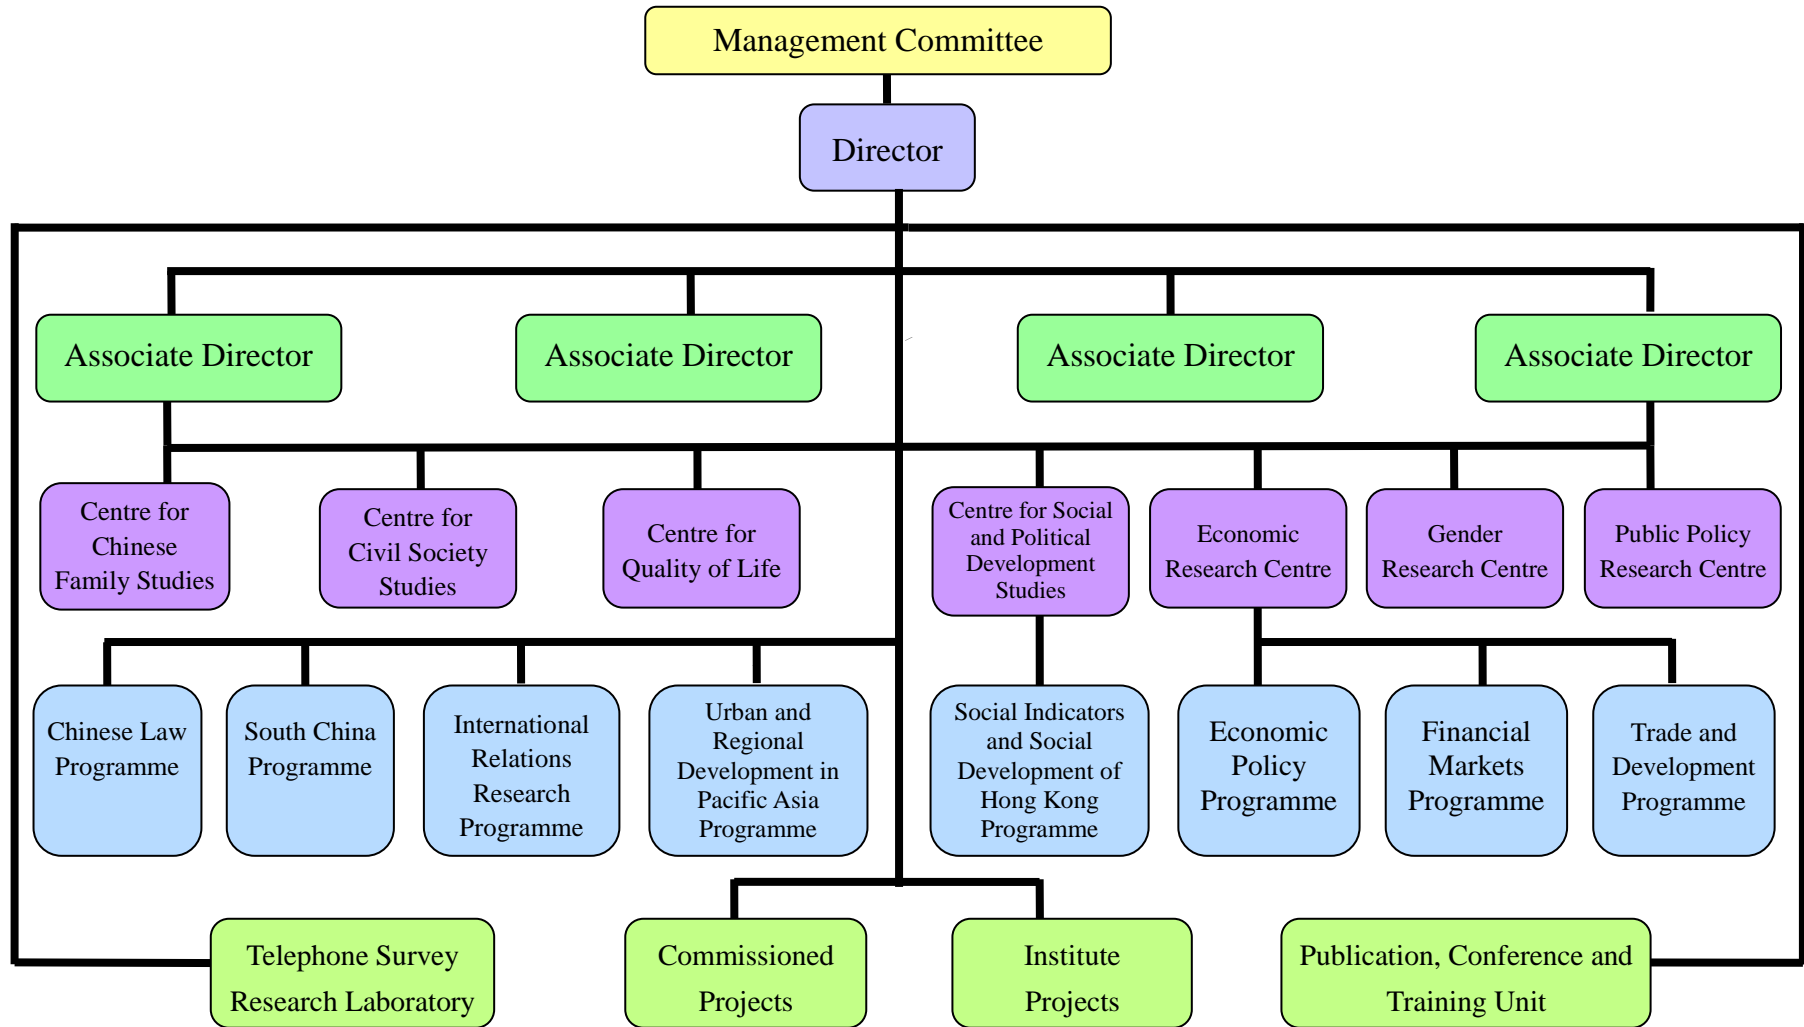 Management Committee
Director
Associate Director
Associate Director
Associate Director
Associate Director
Centre for
Chinese
Family Studies
Centre for
Civil Society
Studies
Centre for
Quality of Life
Centre for Social
and Political
Development
Studies
Economic
Research Centre
Gender
Research Centre
Public Policy
Research Centre
Chinese Law
Programme
South China
Programme
International
Relations
Research
Programme
Urban and
Regional
Development in
Pacific Asia
Programme
Social Indicators
and Social
Development of
Hong Kong
Programme
Economic
Policy
Programme
Financial
Markets
Programme
Trade and
Development
Programme
Telephone Survey
Research Laboratory
Commissioned
Projects
Institute
Projects
Publication, Conference and
Training Unit